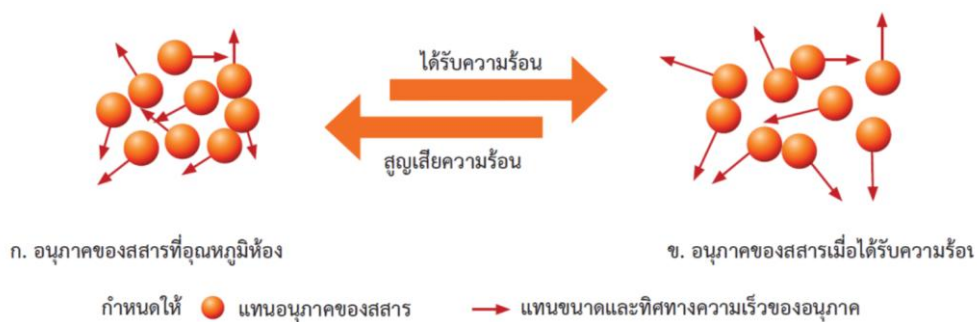 ได้รับความร้อน
สูญเสียความร้อน
ก. อนุภาคของสสารที่อุณหภูมิห้อง
ข. อนุภาคของสสารเมื่อได้รับความร้อน
กำหนดให้ แทนอนุภาคของสสาร แทนขนาดและทิศทางความเร็วของอนุภาค